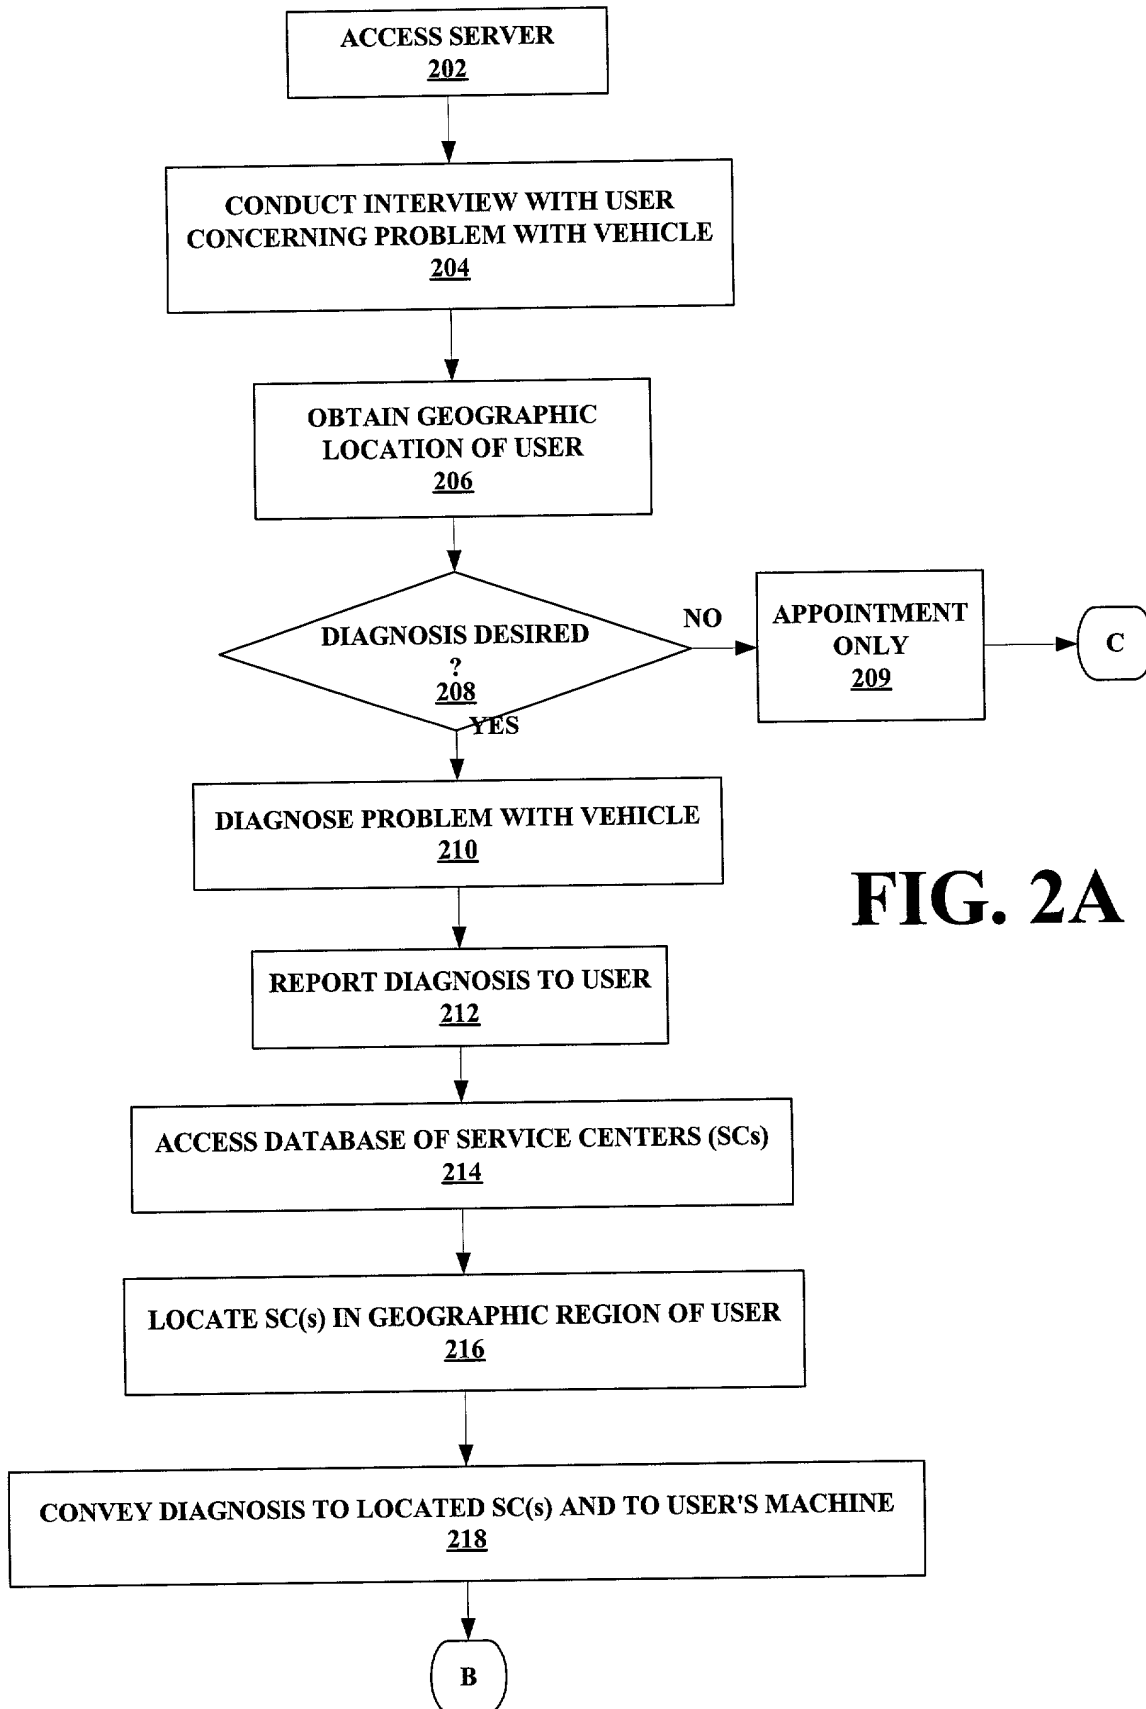 ACCESS SERVER
202
CONDUCT INTERVIEW WITH USER
CONCERNING PROBLEM WITH VEHICLE
204
OBTAIN GEOGRAPHIC
LOCATION OF USER
206
DIAGNOSIS DESIRED
?
208
NO
APPOINTMENT
ONLY
209
C
YES
DIAGNOSE PROBLEM WITH VEHICLE
210
FIG. 2A
REPORT DIAGNOSIS TO USER
212
ACCESS DATABASE OF SERVICE CENTERS (SCs)
214
LOCATE SC(s) IN GEOGRAPHIC REGION OF USER
216
CONVEY DIAGNOSIS TO LOCATED SC(s) AND TO USER'S MACHINE
218
B